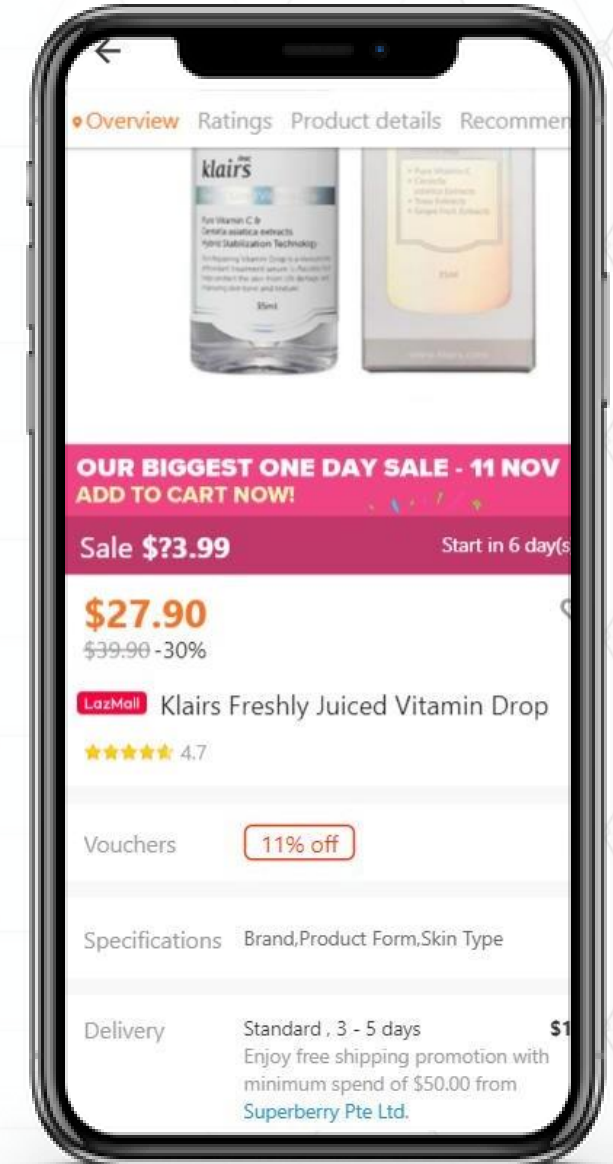 Overview Ratings Product details Recommen
klairs
Pure Vitamin C &
Centella asiatica extracts
Hybrid Stabilization Technology
35ml
OUR BIGGEST ONE DAY SALE - 11 NOV
ADD TO CART NOW!
Sale $?3.99 Start in 6 day(s
$27.90
$39.90 -30%
LazMall Klairs Freshly Juiced Vitamin Drop
4.7
Vouchers 11% off
Specifications Brand,Product Form,Skin Type
Delivery Standard , 3 - 5 days $1
Enjoy free shipping promotion with
minimum spend of $50.00 from
Superberry Pte Ltd.